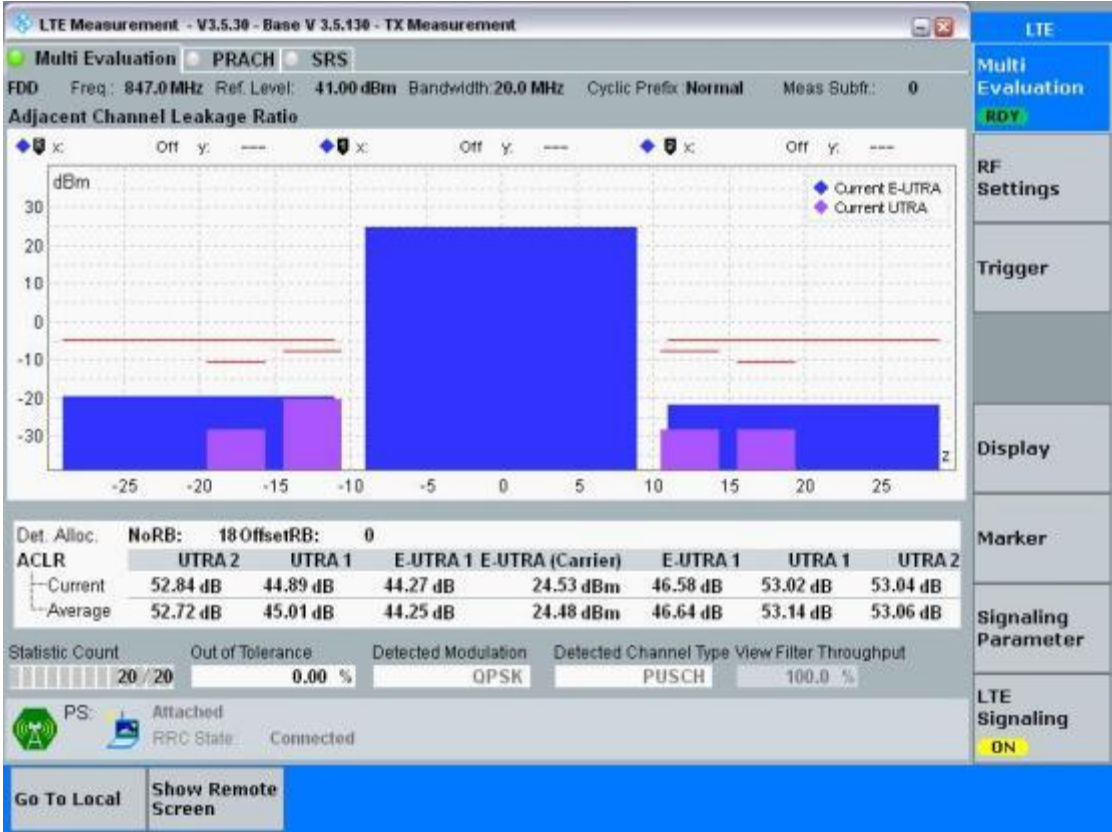 LTE Measurement - V3.5.30 - Base V 3.5.130 - TX Measurement
LTE
Multi Evaluation PRACH SRS
Multi Evaluation
RDY
FDD Freq.: 847.0 MHz Ref. Level: 41.00 dBm Bandwidth: 20.0 MHz Cyclic Prefix: Normal Meas Subfr.: 0
Adjacent Channel Leakage Ratio
x: Off y: --- x: Off y: --- x: Off y: ---
RF
Settings
dBm
Current E-UTRA
Current UTRA
30
20
10
0
-10
-20
-30
z
-25 -20 -15 -10 -5 0 5 10 15 20 25
Trigger
Display
Marker
Signaling
Parameter
LTE
Signaling
ON
Det. Alloc. NoRB: 18 OffsetRB: 0
ACLR UTRA 2 UTRA 1 E-UTRA 1 E-UTRA (Carrier) E-UTRA 1 UTRA 1 UTRA 2
Current 52.84 dB 44.89 dB 44.27 dB 24.53 dBm 46.58 dB 53.02 dB 53.04 dB
Average 52.72 dB 45.01 dB 44.25 dB 24.48 dBm 46.64 dB 53.14 dB 53.06 dB
Statistic Count Out of Tolerance Detected Modulation Detected Channel Type View Filter Throughput
20 / 20 0.00 % QPSK PUSCH 100.0 %
PS: Attached
RRC State: Connected
Go To Local
Show Remote
Screen